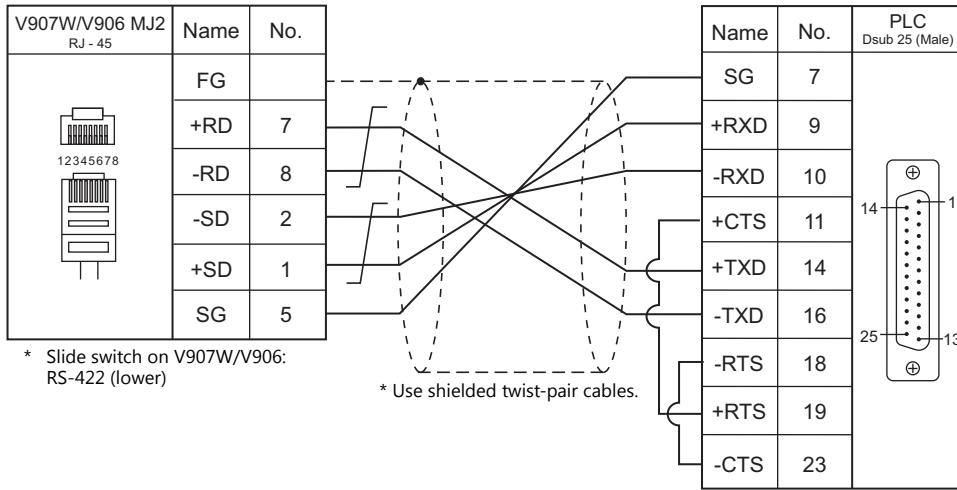 V907W/V906 MJ2
RJ - 45
Name No.
FG
+RD 7
-RD 8
-SD 2
+SD 1
SG 5
12345678
* Slide switch on V907W/V906:
RS-422 (lower)
* Use shielded twist-pair cables.
Name No.
PLC
Dsub 25 (Male)
SG 7
+RXD 9
-RXD 10
+CTS 11
+TXD 14
-TXD 16
-RTS 18
+RTS 19
-CTS 23
14
1
25
13